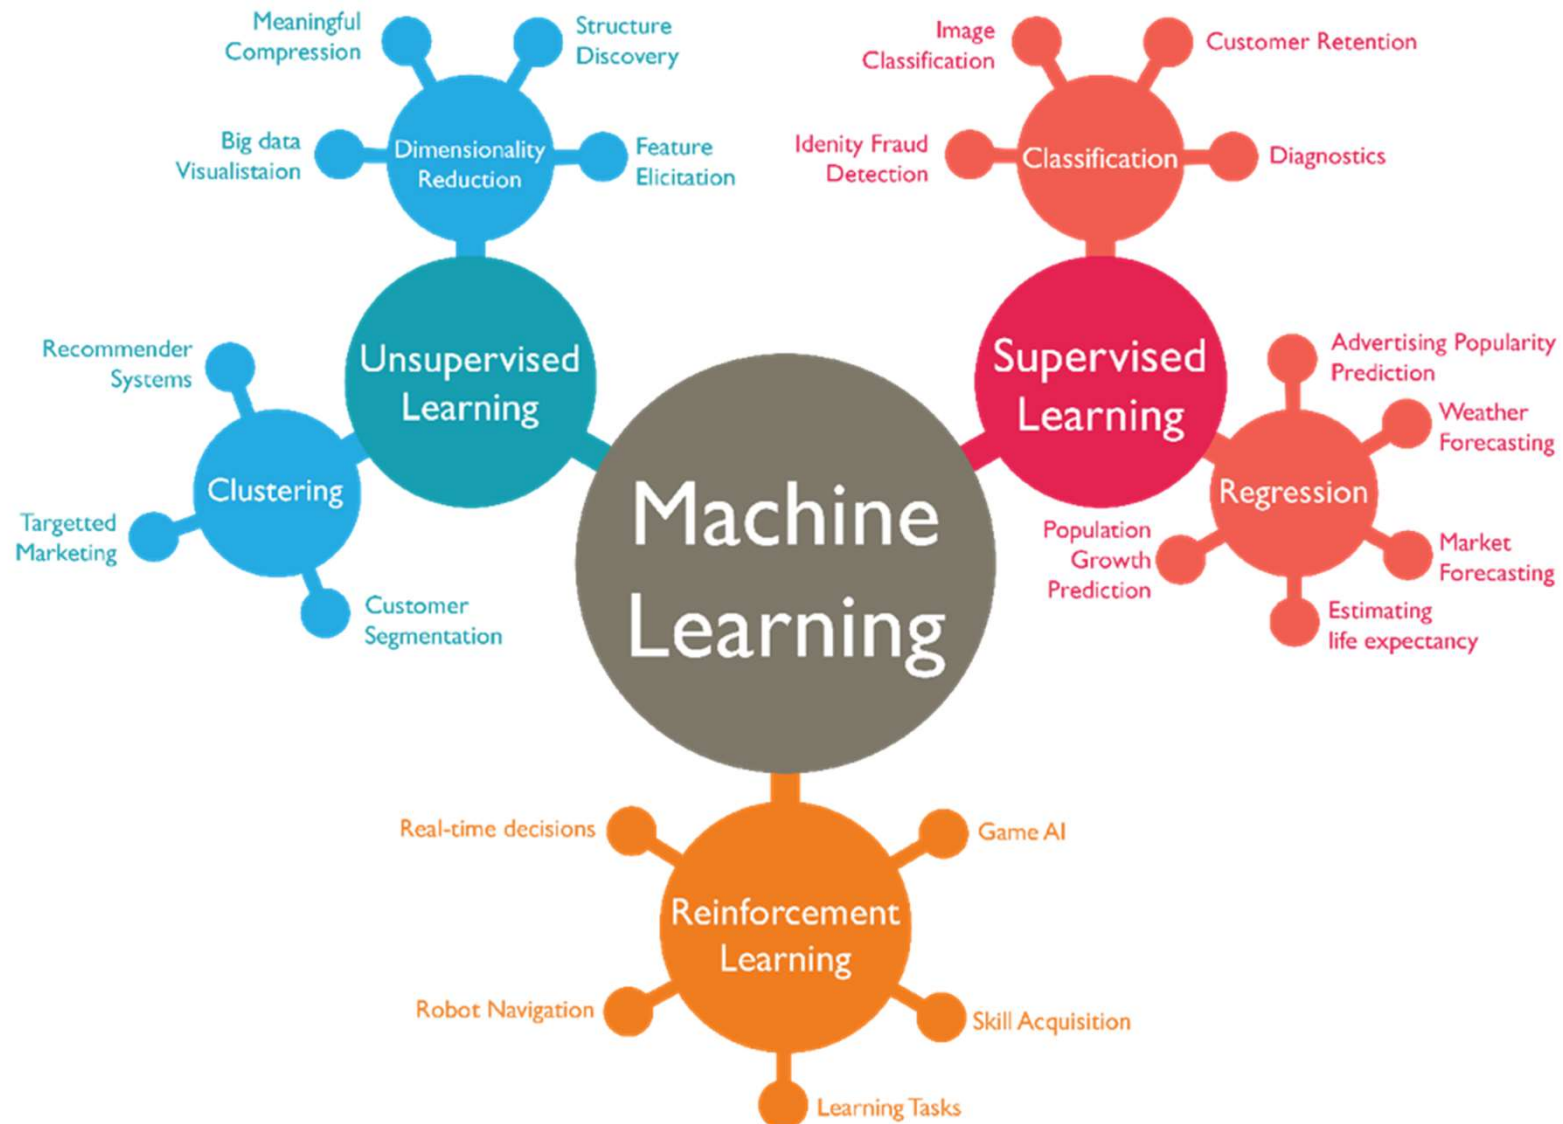 Meaningful
Compression
Structure
Discovery
Big data
Visualistaion
Dimensionality
Reduction
Feature
Elicitation
Image
Classification
Customer Retention
Idenity Fraud
Detection
Classification
Diagnostics
Unsupervised
Learning
Recommender
Systems
Clustering
Targetted
Marketing
Customer
Segmentation
Supervised
Learning
Advertising Popularity
Prediction
Weather
Forecasting
Regression
Population
Growth
Prediction
Market
Forecasting
Estimating
life expectancy
Machine
Learning
Real-time decisions
Game AI
Reinforcement
Learning
Robot Navigation
Skill Acquisition
Learning Tasks